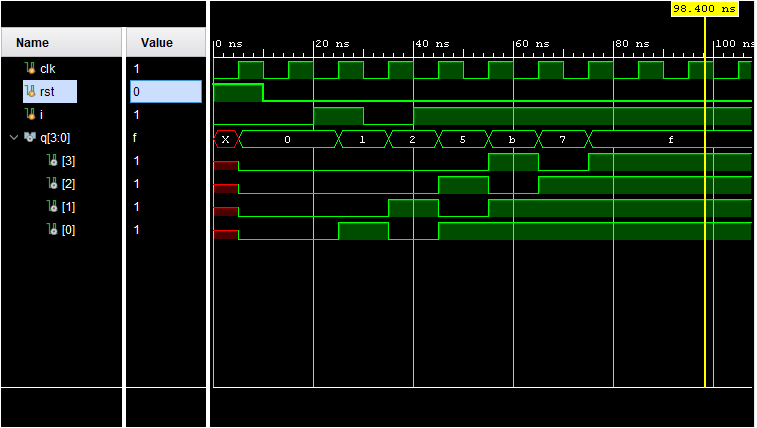 98.400 ns
Name Value 0 ns 20 ns 40 ns 60 ns 80 ns 100 ns
clk 1
rst 0
i 1
q[3:0] f X 0 1 2 5 b 7 f
[3] 1
[2] 1
[1] 1
[0] 1